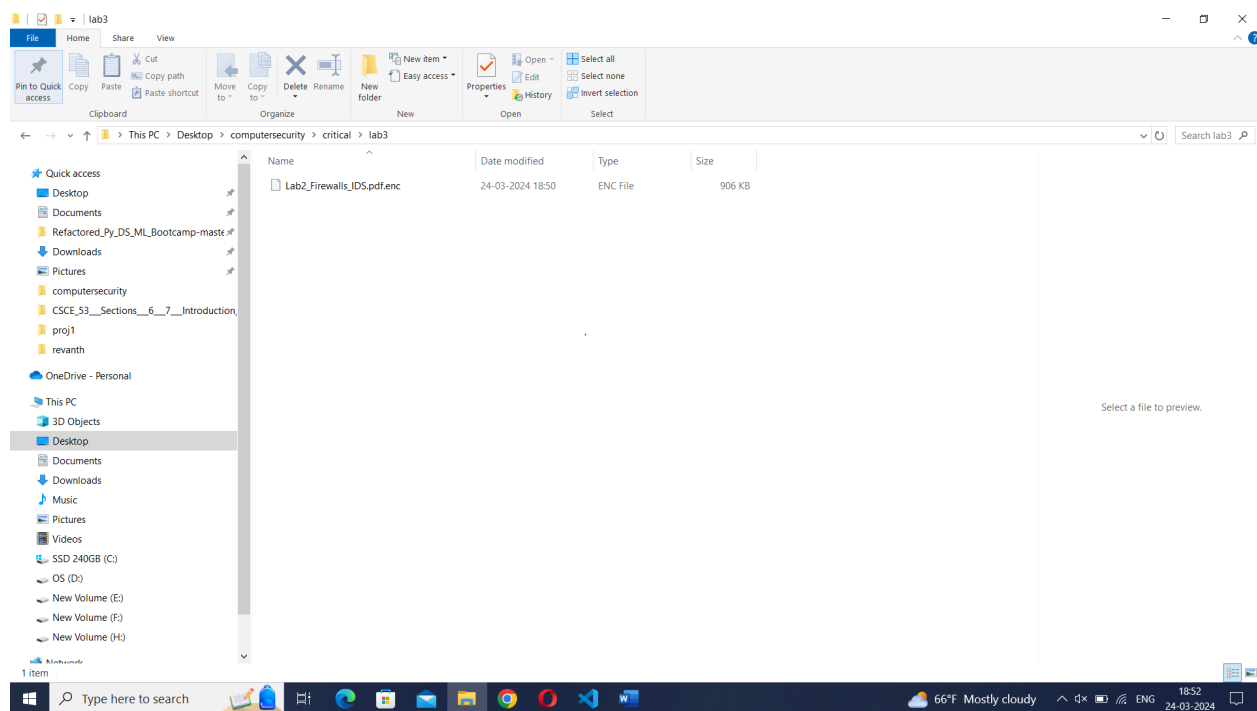 lab3
File Home Share View
Pin to Quick access
Copy
Paste
Cut
Copy path
Paste shortcut
Clipboard
Move to
Copy to
Delete
Rename
Organize
New folder
New item
Easy access
New
Properties
Open
Edit
History
Open
Select all
Select none
Invert selection
Select
> This PC > Desktop > computersecurity > critical > lab3
Search lab3
Name Date modified Type Size
Lab2_Firewalls_IDS.pdf.enc 24-03-2024 18:50 ENC File 906 KB
Quick access
Desktop
Documents
Refactored_Py_DS_ML_Bootcamp-maste
Downloads
Pictures
computersecurity
CSCE_53__Sections__6__7__Introduction_
proj1
revanth
OneDrive - Personal
This PC
3D Objects
Desktop
Documents
Downloads
Music
Pictures
Videos
SSD 240GB (C:)
OS (D:)
New Volume (E:)
New Volume (F:)
New Volume (H:)
Network
Select a file to preview.
1 item
Type here to search
66°F Mostly cloudy
ENG
18:52
24-03-2024